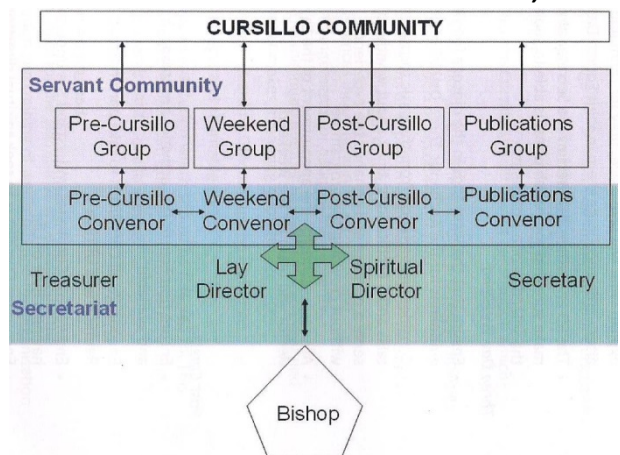 CURSILLO COMMUNITY
Servant Community
Pre-Cursillo
Group
Weekend
Group
Post-Cursillo
Group
Publications
Group
Pre-Cursillo
Convenor
Weekend
Convenor
Post-Cursillo
Convenor
Publications
Convenor
Treasurer
Lay
Director
Spiritual
Director
Secretary
Secretariat
Bishop